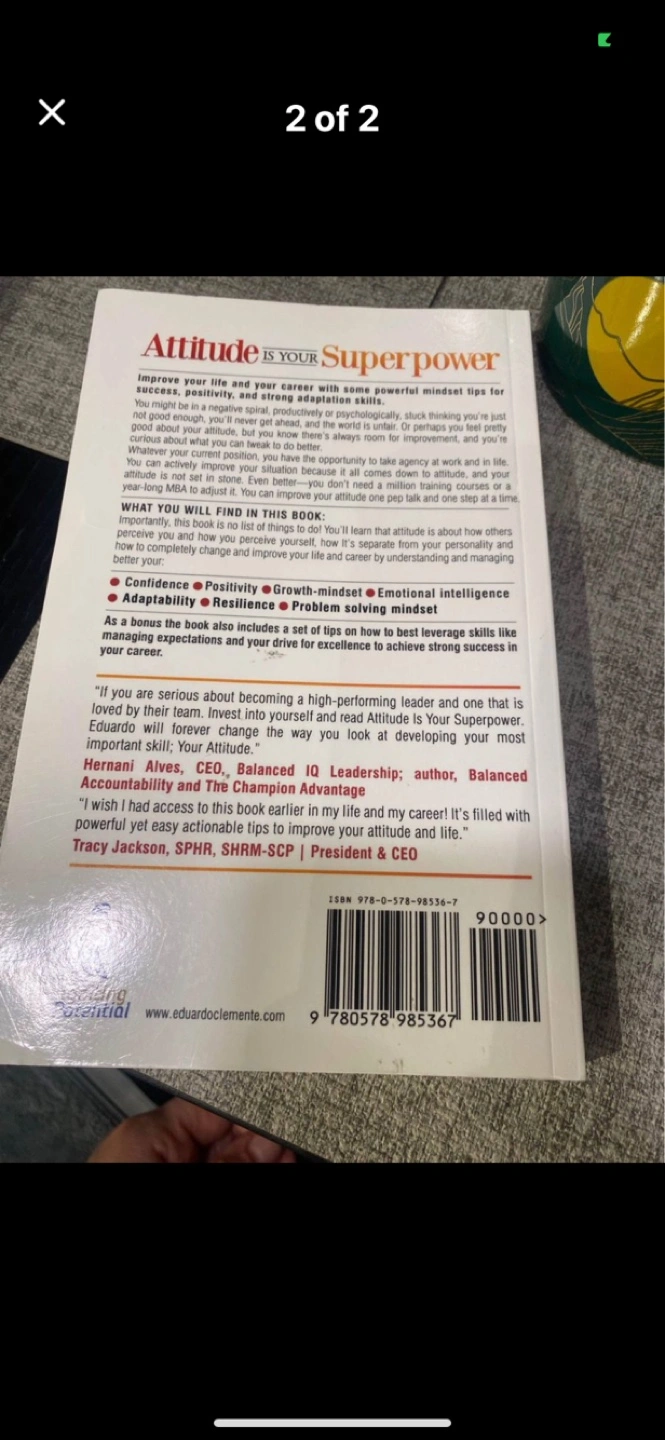 2 of 2
Attitude IS YOUR Superpower
Improve your life and your career with some powerful mindset tips for
success, positivity, and strong adaptation skills.
You might be in a negative spiral, productively or psychologically, stuck thinking you're just
not good enough, you'll never get ahead, and the world is unfair. Or perhaps you feel pretty
good about your attitude, but you know there's always room for improvement, and you're
curious about what you can tweak to do better.
Whatever your current position, you have the opportunity to take agency at work and in life.
You can actively improve your situation because it all comes down to attitude, and your
attitude is not set in stone. Even better—you don't need a million training courses or a
year-long MBA to adjust it. You can improve your attitude one pep talk and one step at a time.
WHAT YOU WILL FIND IN THIS BOOK:
Importantly, this book is no list of things to do! You'll learn that attitude is about how others
perceive you and how you perceive yourself, how It's separate from your personality and
how to completely change and improve your life and career by understanding and managing
better your:
● Confidence ● Positivity ● Growth-mindset ● Emotional intelligence
● Adaptability ● Resilience ● Problem solving mindset
As a bonus the book also includes a set of tips on how to best leverage skills like
managing expectations and your drive for excellence to achieve strong success in
your career.
"If you are serious about becoming a high-performing leader and one that is
loved by their team. Invest into yourself and read Attitude Is Your Superpower.
Eduardo will forever change the way you look at developing your most
important skill; Your Attitude."
Hernani Alves, CEO, Balanced IQ Leadership; author, Balanced
Accountability and The Champion Advantage
"I wish I had access to this book earlier in my life and my career! It's filled with
powerful yet easy actionable tips to improve your attitude and life."
Tracy Jackson, SPHR, SHRM-SCP | President & CEO
ISBN 978-0-578-98536-7
90000>
Potential www.eduardoclemente.com
9 780578 985367